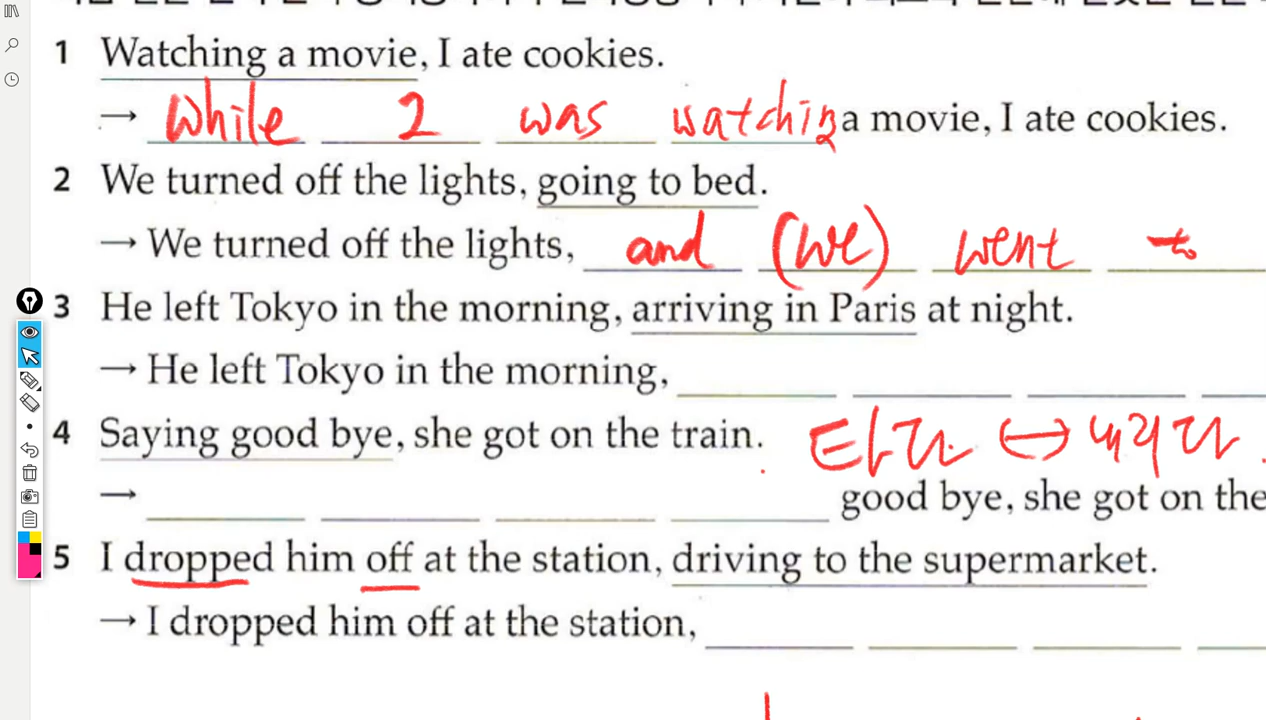 1 Watching a movie, I ate cookies.
→ While I was watching a movie, I ate cookies.
2 We turned off the lights, going to bed.
→ We turned off the lights, and (we) went to
3 He left Tokyo in the morning, arriving in Paris at night.
→ He left Tokyo in the morning,
4 Saying good bye, she got on the train. 타다 ↔ 내리다.
→ good bye, she got on the
5 I dropped him off at the station, driving to the supermarket.
→ I dropped him off at the station,